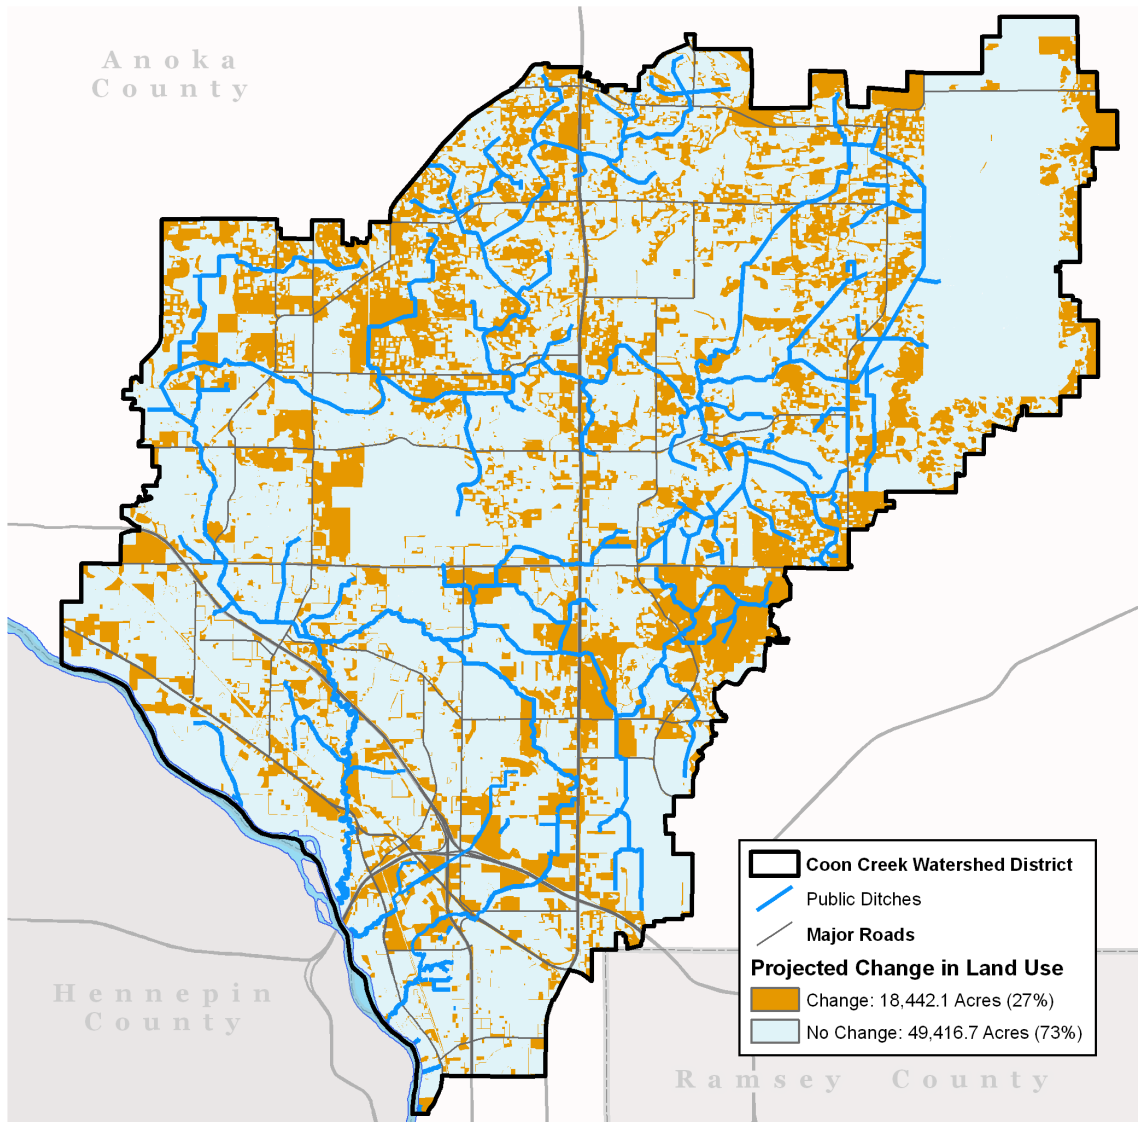 Anoka
County
Coon Creek Watershed District
Public Ditches
Major Roads
Projected Change in Land Use
Change: 18,442.1 Acres (27%)
No Change: 49,416.7 Acres (73%)
Hennepin
County
Ramsey County